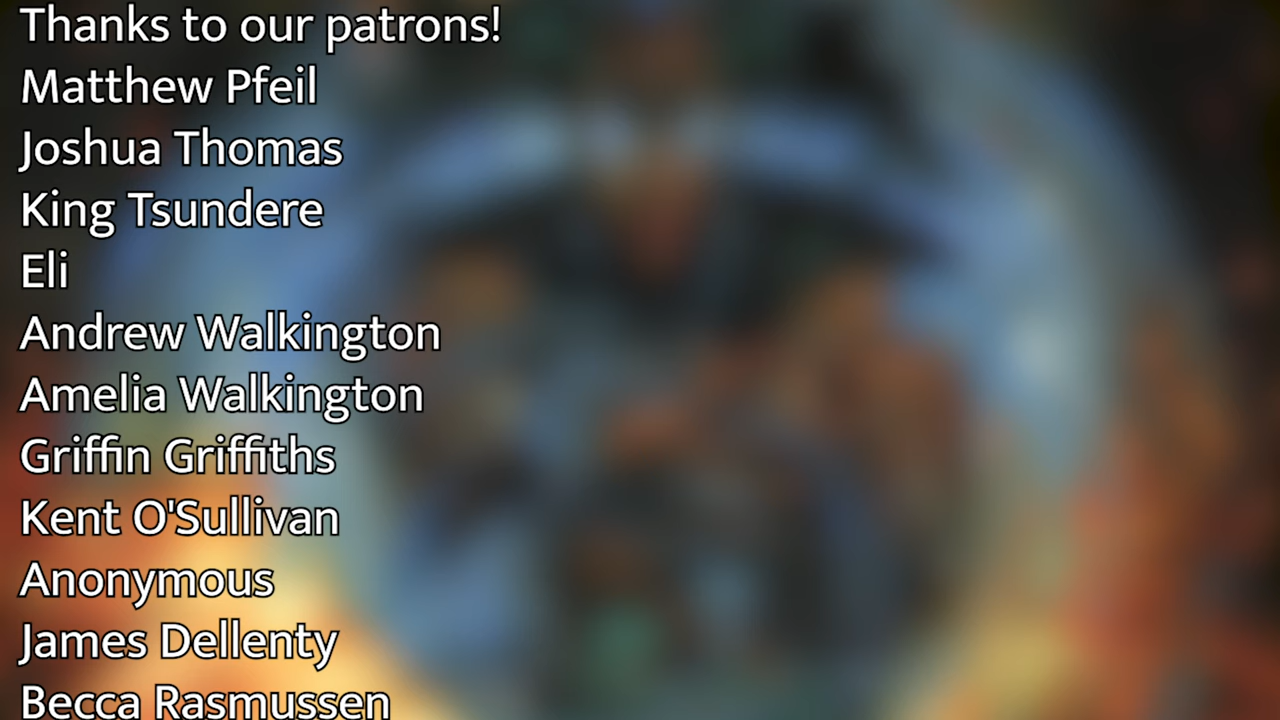 Thanks to our patrons!
Matthew Pfeil
Joshua Thomas
King Tsundere
Eli
Andrew Walkington
Amelia Walkington
Griffin Griffiths
Kent O'Sullivan
Anonymous
James Dellenty
Becca Rasmussen